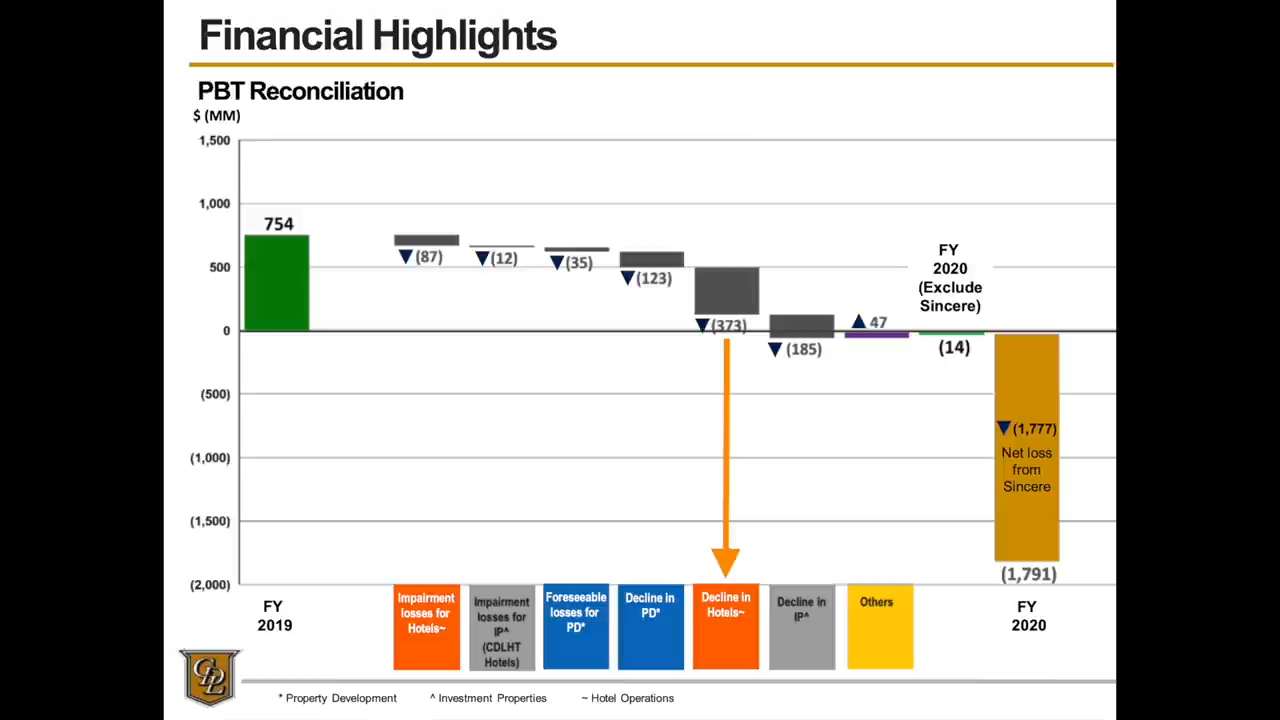 Financial Highlights
PBT Reconciliation
$ (MM)
1,500
1,000
500
0
(500)
(1,000)
(1,500)
(2,000)
754
▼(87)
▼(12)
▼(35)
▼(123)
▼(373)
▼(185)
▲ 47
FY
2020
(Exclude
Sincere)
(14)
▼(1,777)
Net loss
from
Sincere
(1,791)
FY
2019
Impairment
losses for
Hotels~
Impairment
losses for
IP^
(CDLHT
Hotels)
Foreseeable
losses for
PD*
Decline in
PD*
Decline in
Hotels~
Decline in
IP^
Others
FY
2020
CDL
* Property Development ^ Investment Properties ~ Hotel Operations